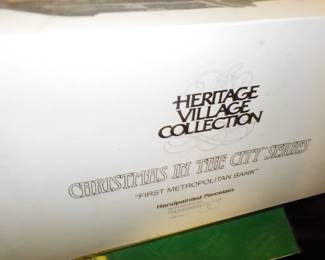 HERITAGE
VILLAGE
COLLECTION
CHRISTMAS IN THE CITY SERIES
"FIRST METROPOLITAN BANK"
Handpainted Porcelain